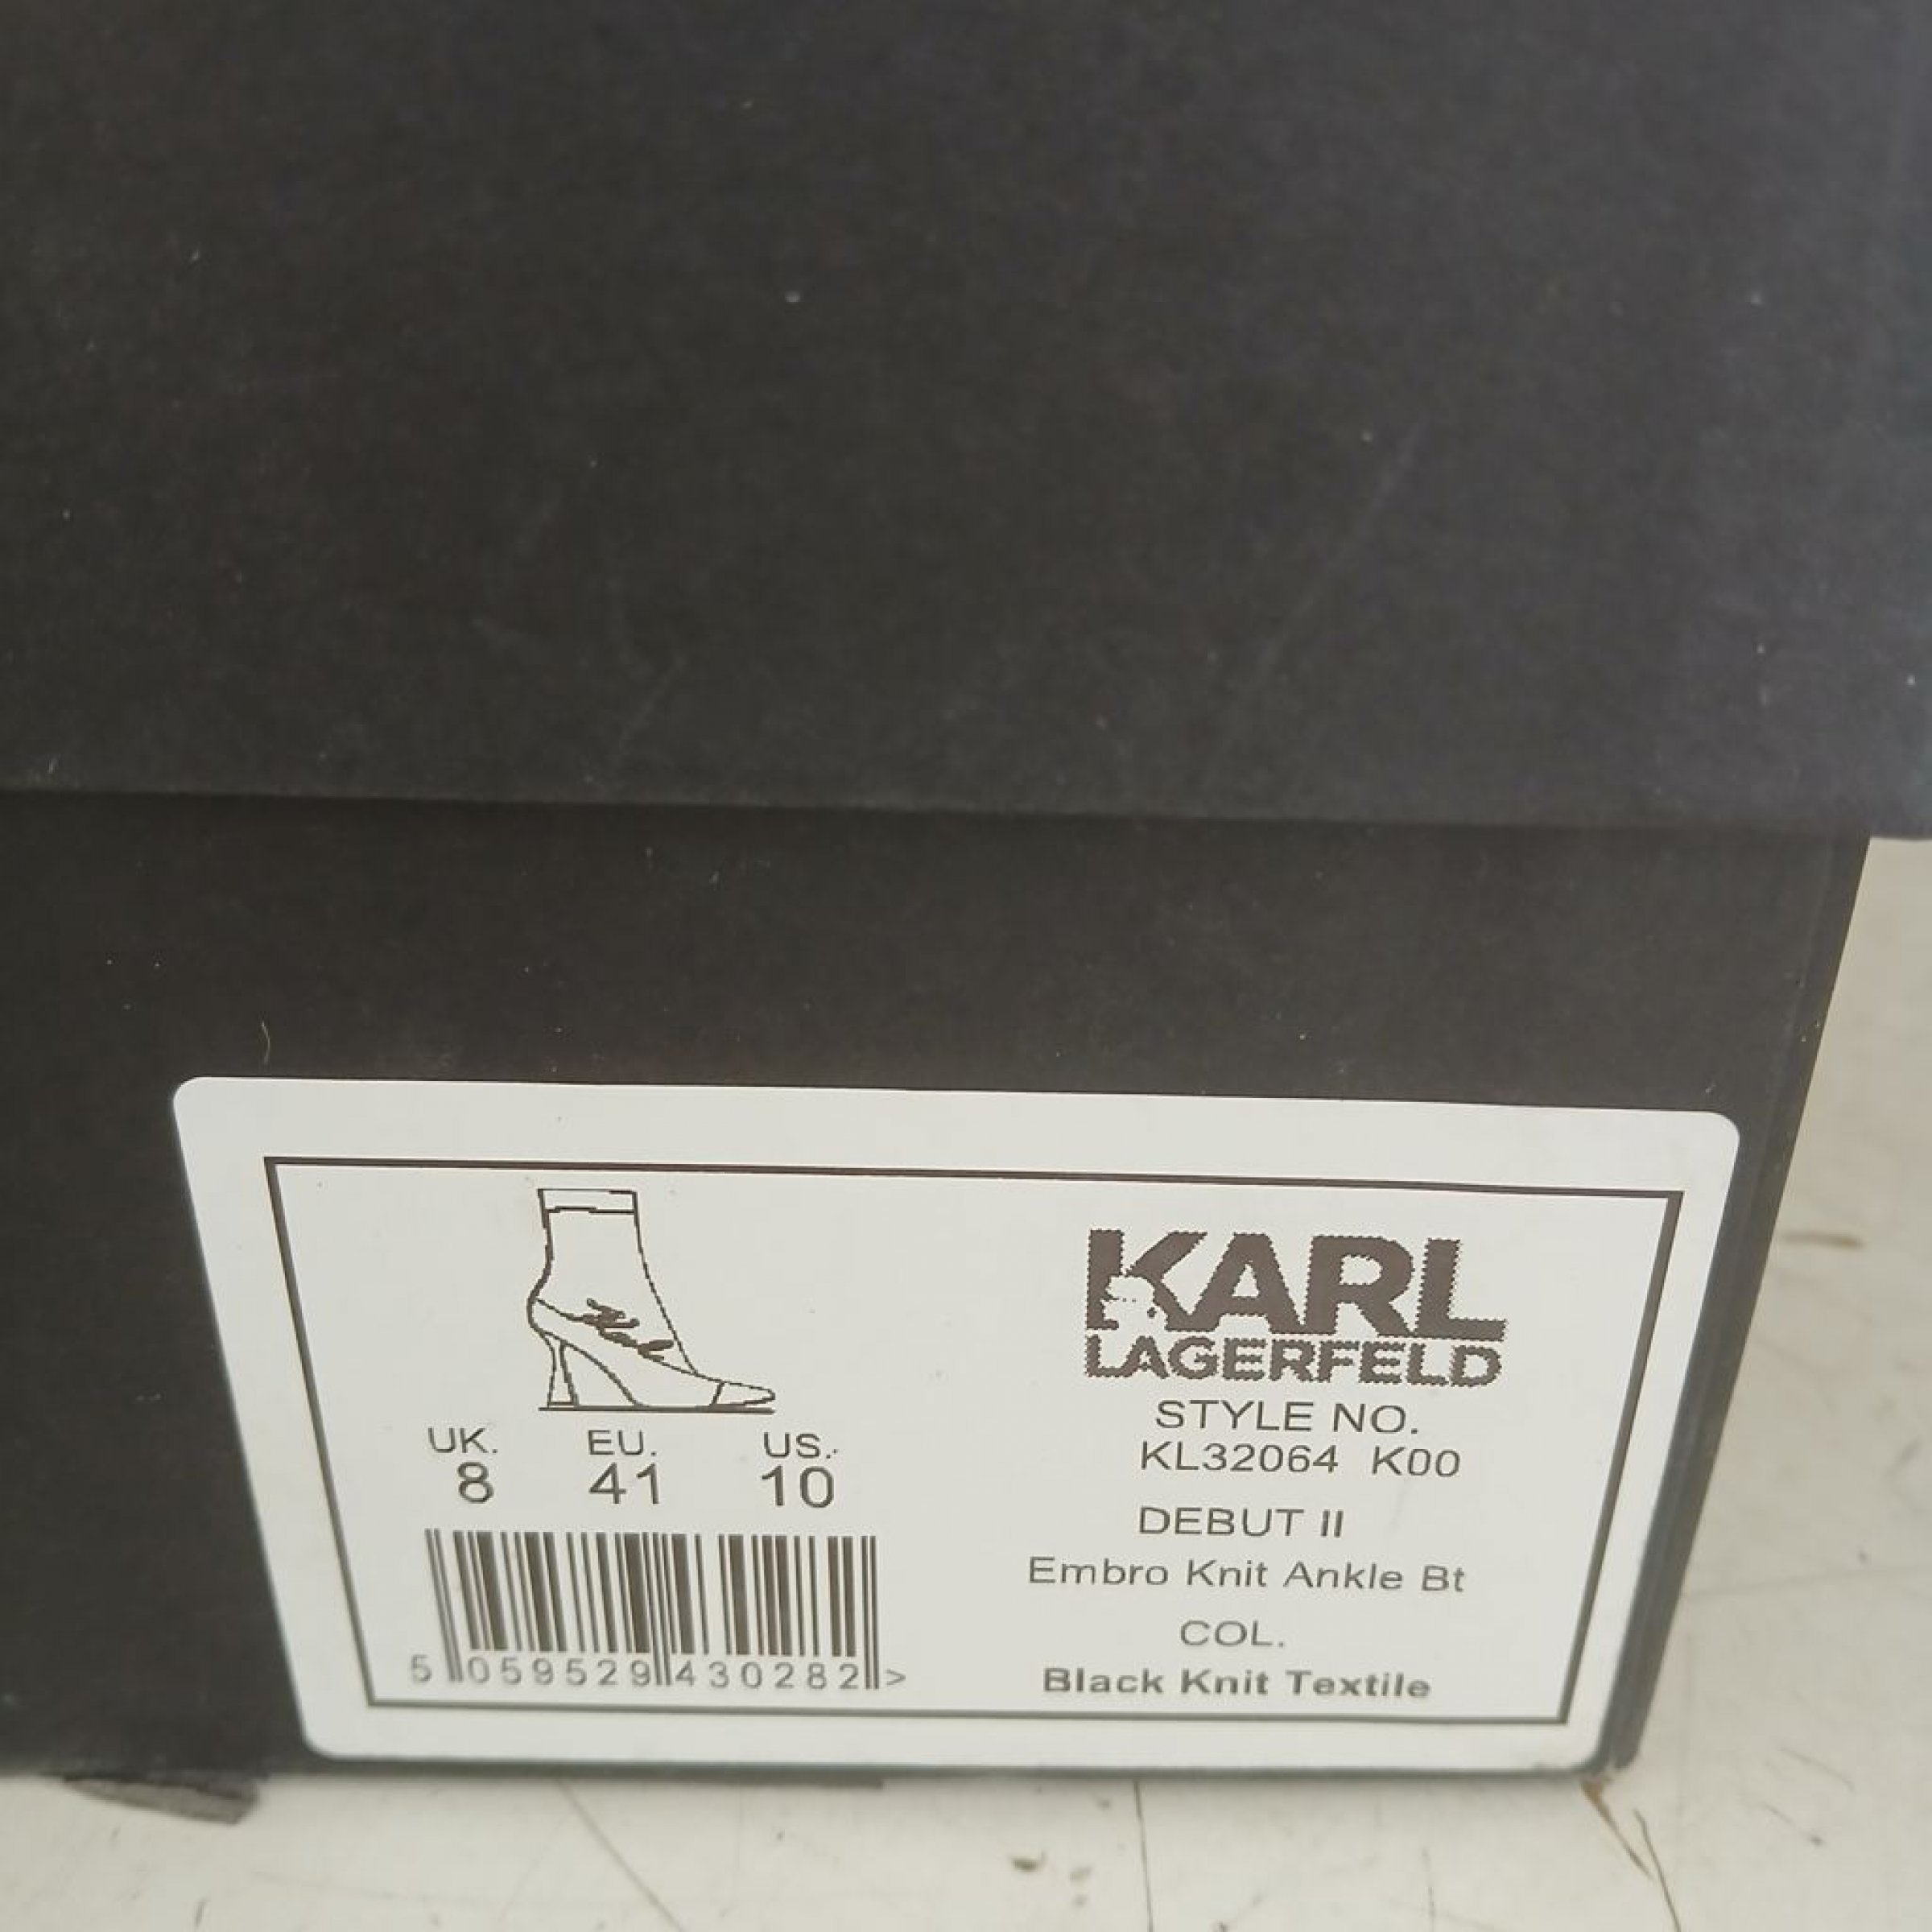 KARL
LAGERFELD
STYLE NO.
KL32064 K00
DEBUT II
Embro Knit Ankle Bt
COL.
Black Knit Textile
UK. EU. US.
8 41 10
5 059529 430282 >